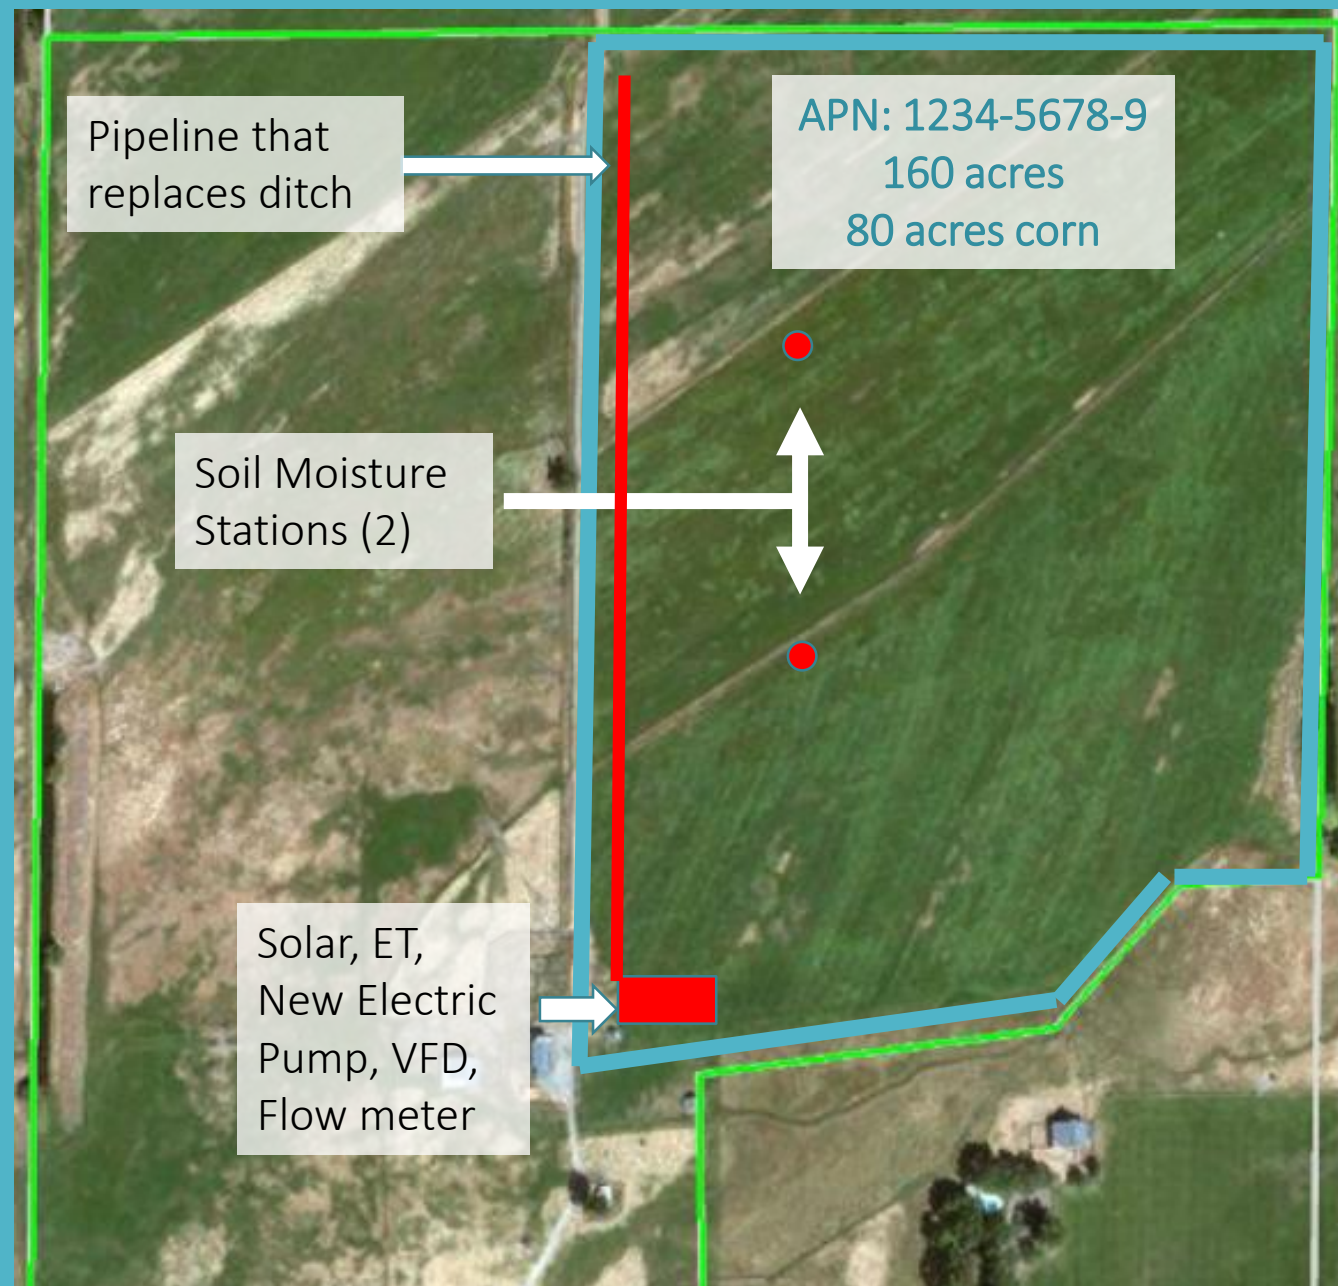 Pipeline that
replaces ditch
APN: 1234-5678-9
160 acres
80 acres corn
Soil Moisture
Stations (2)
Solar, ET,
New Electric
Pump, VFD,
Flow meter